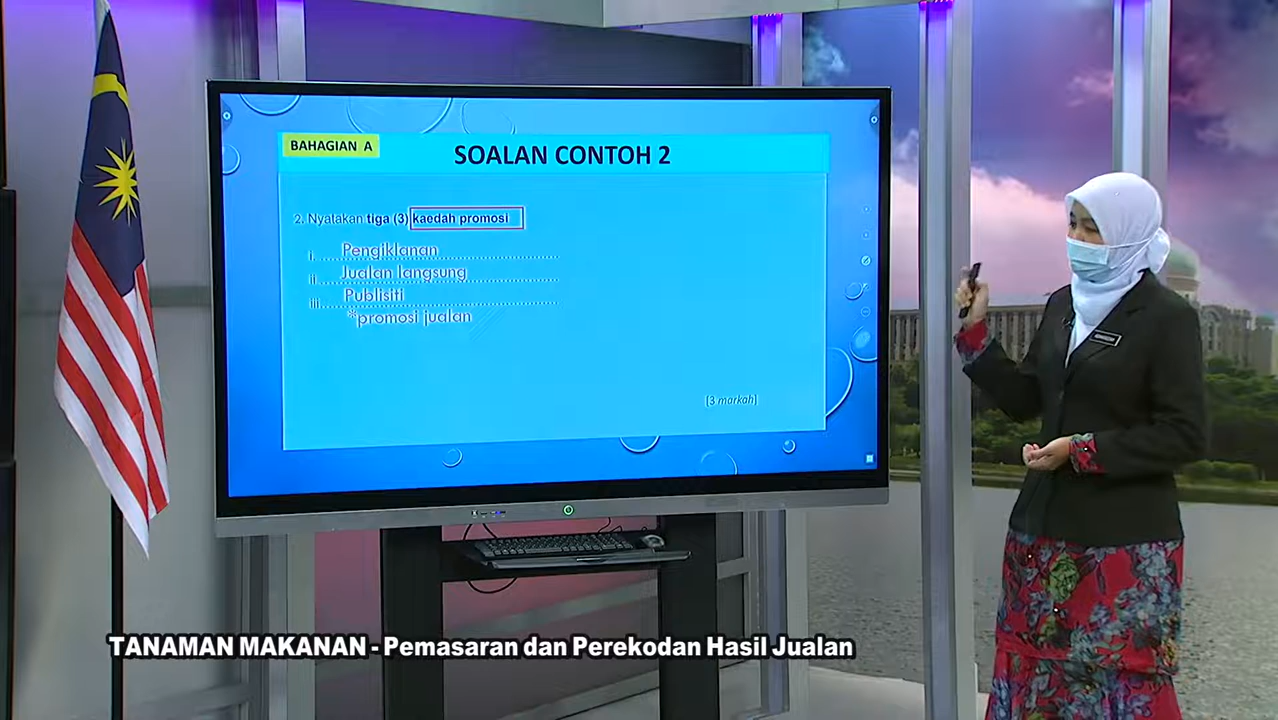 BAHAGIAN A
SOALAN CONTOH 2
2. Nyatakan tiga (3) kaedah promosi
i. Pengiklanan
ii. Jualan langsung
iii. Publisiti
*promosi jualan
[3 markah]
TANAMAN MAKANAN - Pemasaran dan Perekodan Hasil Jualan